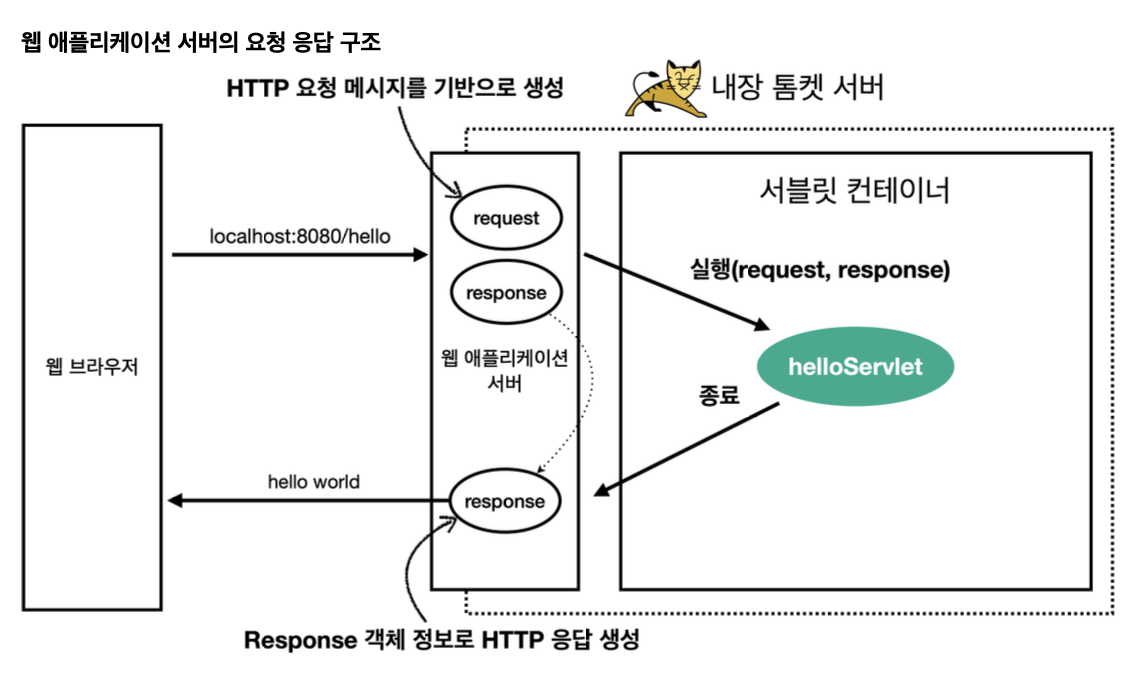 웹 애플리케이션 서버의 요청 응답 구조
HTTP 요청 메시지를 기반으로 생성
내장 톰켓 서버
서블릿 컨테이너
request
localhost:8080/hello
실행(request, response)
response
웹 애플리케이션
서버
웹 브라우저
helloServlet
종료
hello world
response
Response 객체 정보로 HTTP 응답 생성